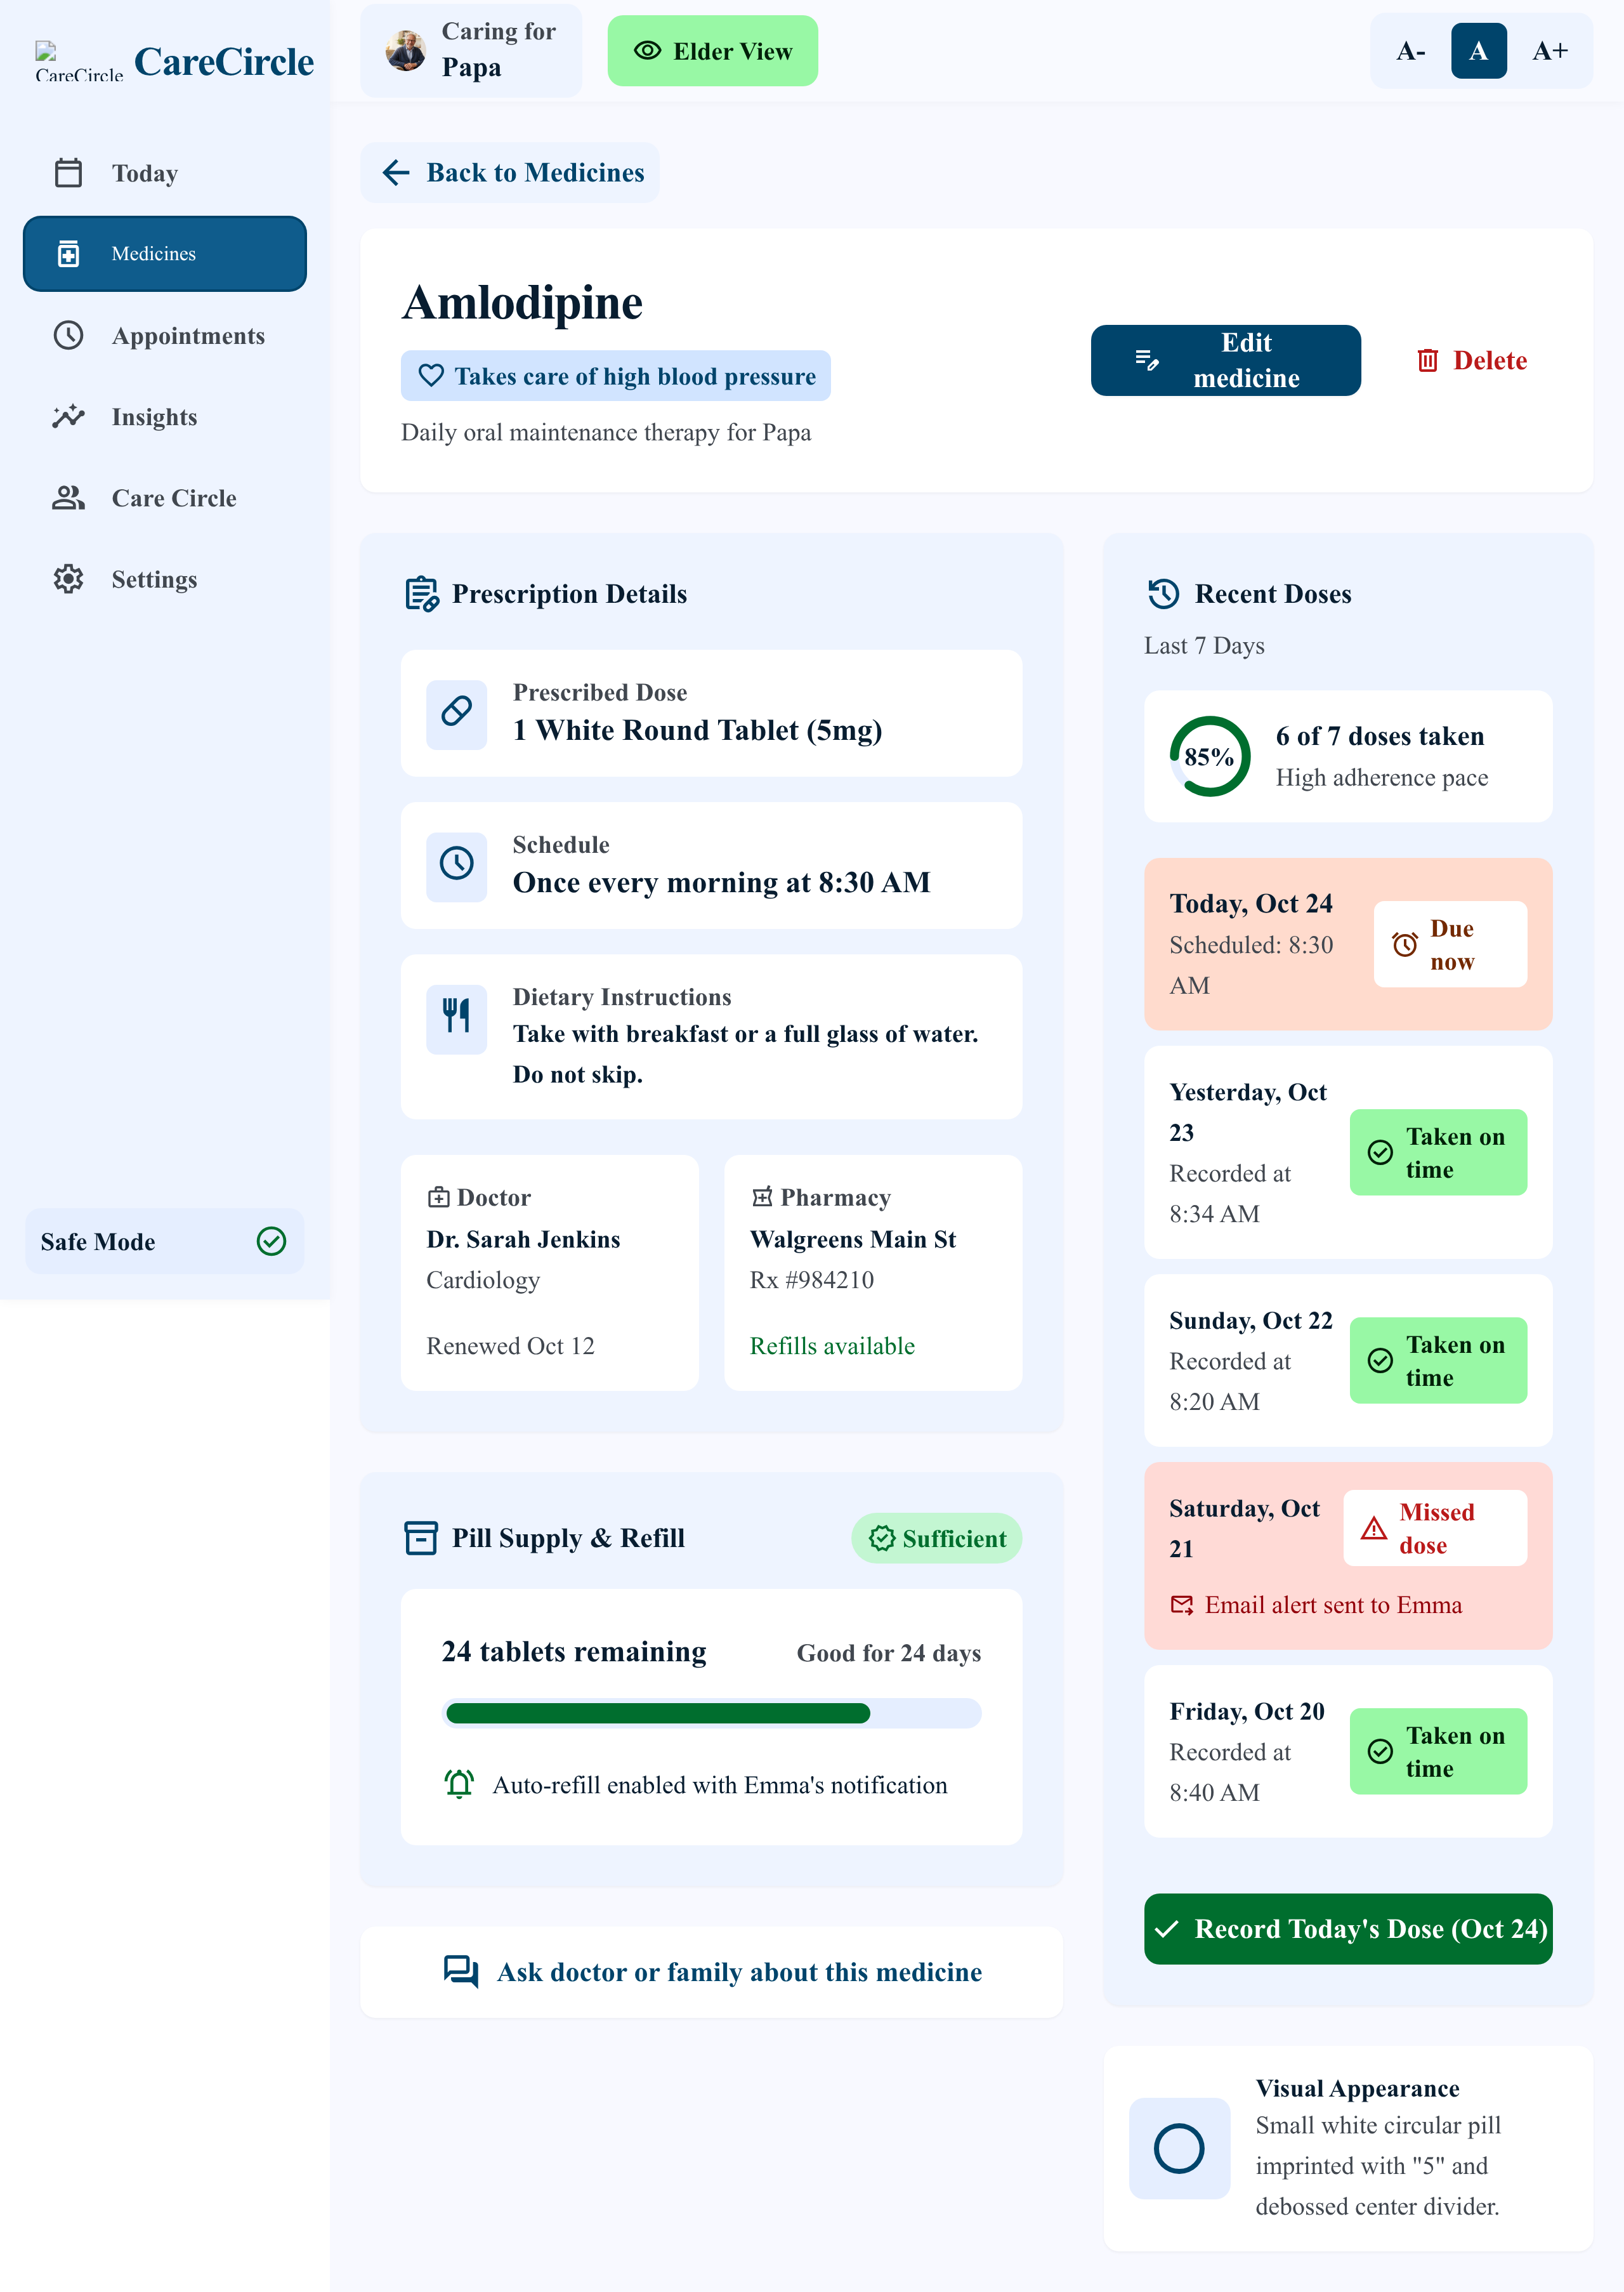 CareCircle
CareCircle
Today
Medicines
Appointments
Insights
Care Circle
Settings
Safe Mode
Caring for
Papa
Elder View
A-
A
A+
Back to Medicines
Amlodipine
Takes care of high blood pressure
Daily oral maintenance therapy for Papa
Edit
medicine
Delete
Prescription Details
Prescribed Dose
1 White Round Tablet (5mg)
Schedule
Once every morning at 8:30 AM
Dietary Instructions
Take with breakfast or a full glass of water.
Do not skip.
Doctor
Dr. Sarah Jenkins
Cardiology
Renewed Oct 12
Pharmacy
Walgreens Main St
Rx #984210
Refills available
Pill Supply & Refill
Sufficient
24 tablets remaining
Good for 24 days
Auto-refill enabled with Emma's notification
Ask doctor or family about this medicine
Recent Doses
Last 7 Days
85%
6 of 7 doses taken
High adherence pace
Today, Oct 24
Scheduled: 8:30
AM
Due
now
Yesterday, Oct
23
Recorded at
8:34 AM
Taken on
time
Sunday, Oct 22
Recorded at
8:20 AM
Taken on
time
Saturday, Oct
21
Missed
dose
Email alert sent to Emma
Friday, Oct 20
Recorded at
8:40 AM
Taken on
time
Record Today's Dose (Oct 24)
Visual Appearance
Small white circular pill
imprinted with "5" and
debossed center divider.